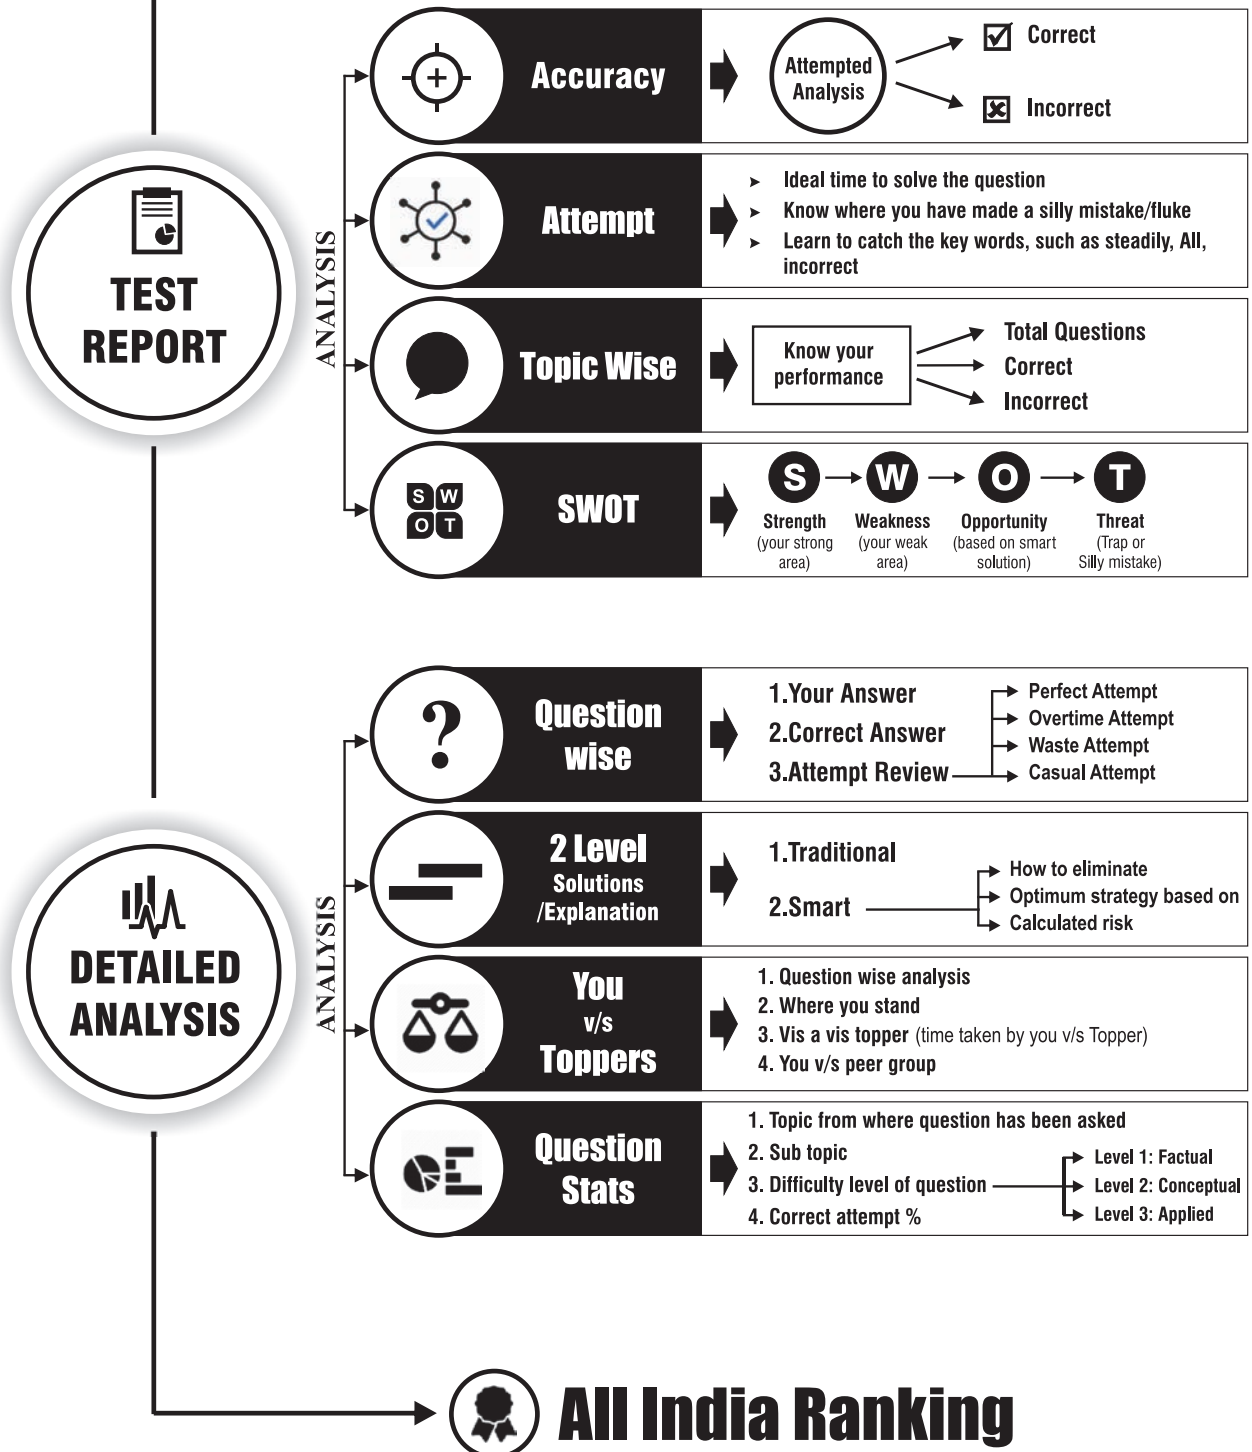 TEST
REPORT
ANALYSIS
Accuracy
Attempted
Analysis
Correct
Incorrect
Attempt
➤ Ideal time to solve the question
➤ Know where you have made a silly mistake/fluke
➤ Learn to catch the key words, such as steadily, All,
incorrect
Topic Wise
Know your
performance
Total Questions
Correct
Incorrect
S W
O T
SWOT
S W O T
Strength Weakness Opportunity Threat
(your strong (your weak (based on smart (Trap or
area) area) solution) Silly mistake)
DETAILED
ANALYSIS
ANALYSIS
?
Question
wise
1.Your Answer
2.Correct Answer
3.Attempt Review
Perfect Attempt
Overtime Attempt
Waste Attempt
Casual Attempt
2 Level
Solutions
/Explanation
1.Traditional
2.Smart
How to eliminate
Optimum strategy based on
Calculated risk
You
v/s
Toppers
1. Question wise analysis
2. Where you stand
3. Vis a vis topper (time taken by you v/s Topper)
4. You v/s peer group
Question
Stats
1. Topic from where question has been asked
2. Sub topic
3. Difficulty level of question
4. Correct attempt %
Level 1: Factual
Level 2: Conceptual
Level 3: Applied
All India Ranking